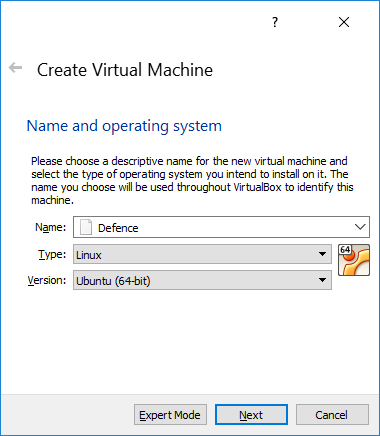 ?
Create Virtual Machine
Name and operating system
Please choose a descriptive name for the new virtual machine and
select the type of operating system you intend to install on it. The
name you choose will be used throughout VirtualBox to identify this
machine.
Name: Defence
Type: Linux
64
Version: Ubuntu (64-bit)
Expert Mode Next Cancel